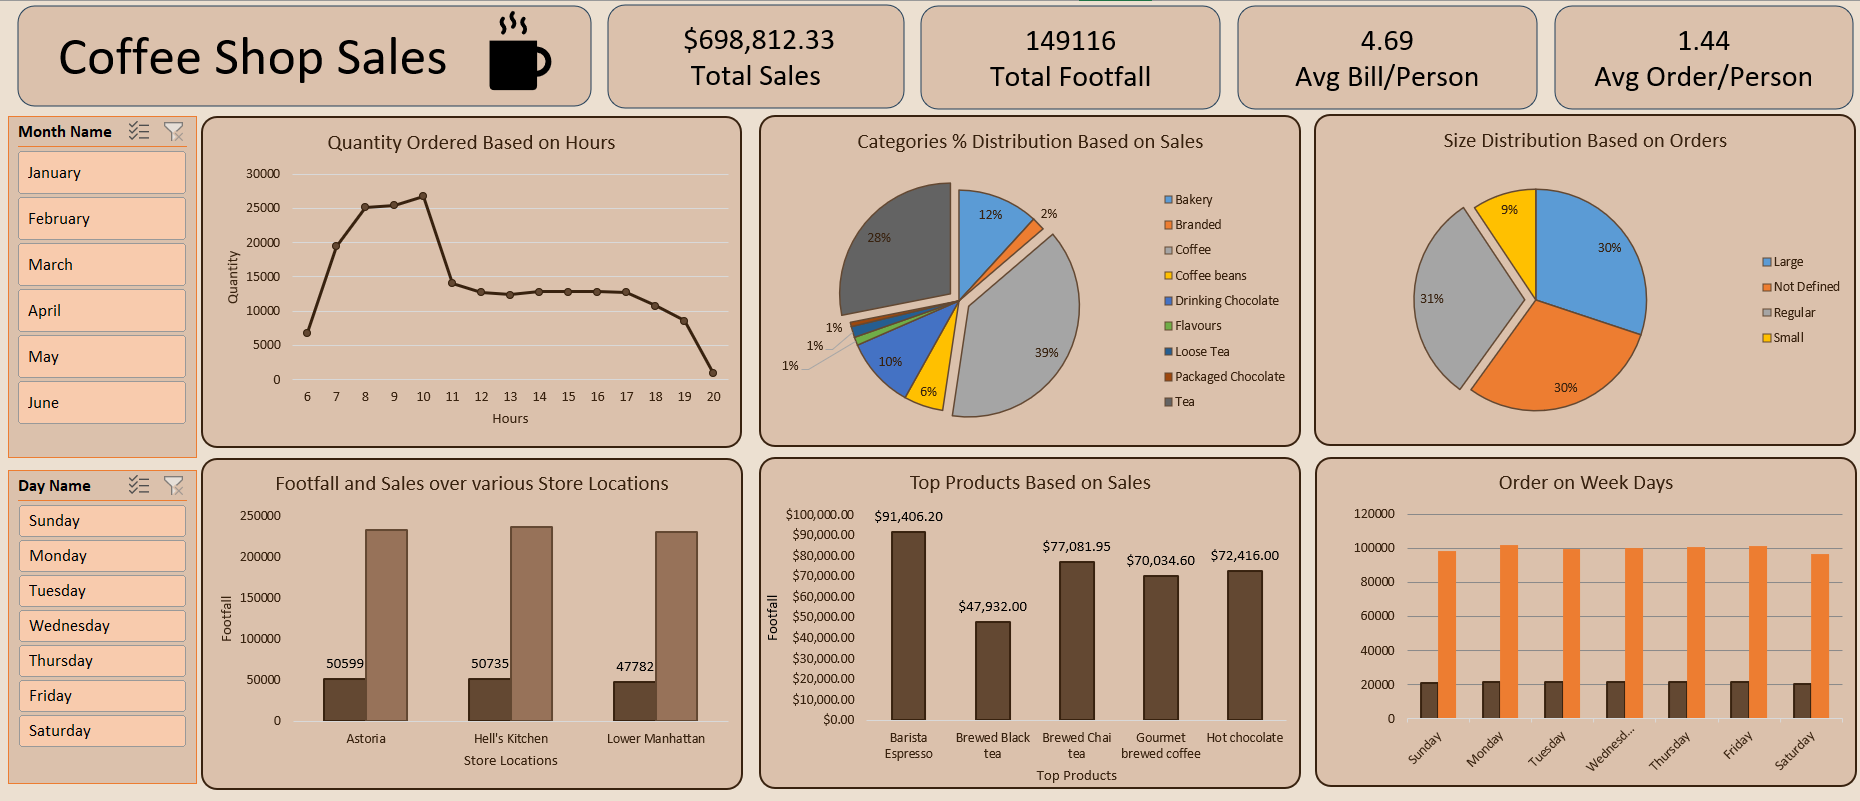 Coffee Shop Sales
$698,812.33
Total Sales
149116
Total Footfall
4.69
Avg Bill/Person
1.44
Avg Order/Person
Month Name
January
February
March
April
May
June
Day Name
Sunday
Monday
Tuesday
Wednesday
Thursday
Friday
Saturday
Quantity Ordered Based on Hours
30000
25000
20000
15000
10000
5000
0
Quantity
6 7 8 9 10 11 12 13 14 15 16 17 18 19 20
Hours
Categories % Distribution Based on Sales
12%
2%
39%
6%
10%
1%
1%
1%
28%
Bakery
Branded
Coffee
Coffee beans
Drinking Chocolate
Flavours
Loose Tea
Packaged Chocolate
Tea
Size Distribution Based on Orders
30%
30%
31%
9%
Large
Not Defined
Regular
Small
Footfall and Sales over various Store Locations
250000
200000
150000
100000
50000
0
Footfall
50599
50735
47782
Astoria
Hell's Kitchen
Lower Manhattan
Store Locations
Top Products Based on Sales
$100,000.00
$90,000.00
$80,000.00
$70,000.00
$60,000.00
$50,000.00
$40,000.00
$30,000.00
$20,000.00
$10,000.00
$0.00
Footfall
$91,406.20
$47,932.00
$77,081.95
$70,034.60
$72,416.00
Barista
Espresso
Brewed Black
tea
Brewed Chai
tea
Gourmet
brewed coffee
Hot chocolate
Top Products
Order on Week Days
120000
100000
80000
60000
40000
20000
0
Sunday
Monday
Tuesday
Wednesd...
Thursday
Friday
Saturday